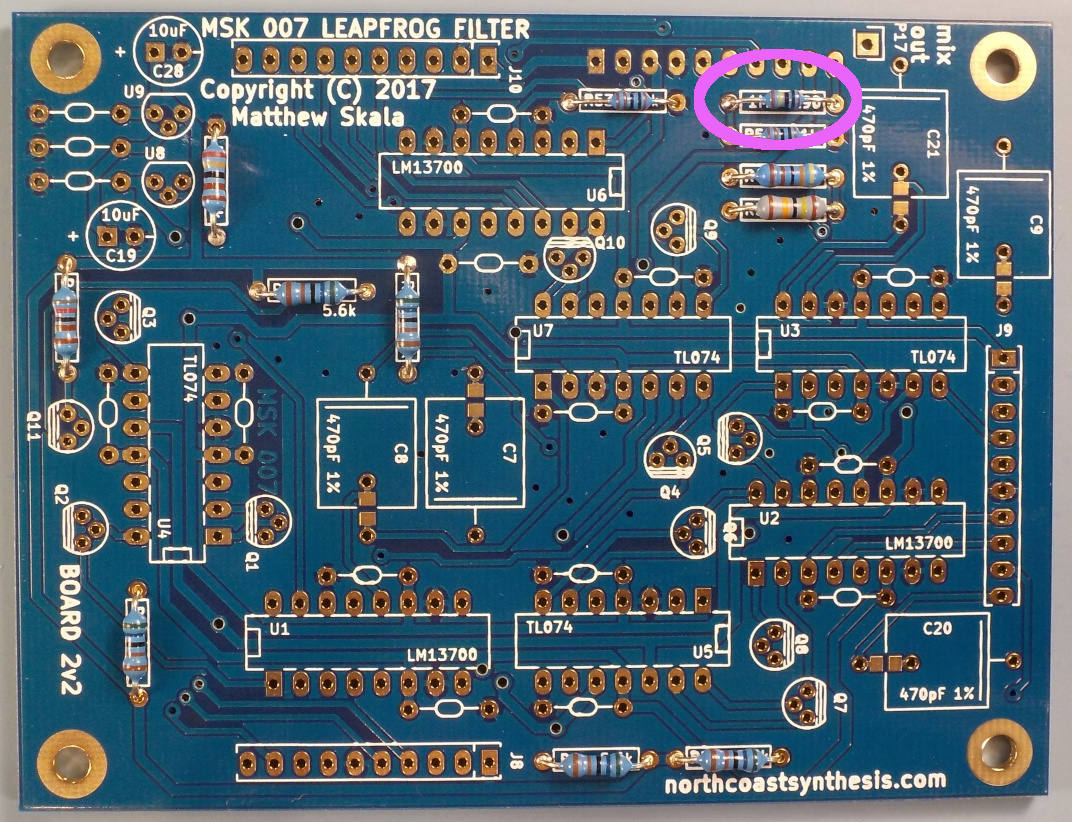 MSK 007 LEAPFROG FILTER
10uF
+
C28
J10
mix
out
P17
Copyright (C) 2017
Matthew Skala
U9
U8
LM13700
U6
470pF 1%
C21
10uF
+
C19
Q10
Q9
470pF 1%
C9
Q3
5.6k
U7
TL074
U3
TL074
J9
TL074
U4
MSK 007
Q11
Q2
Q1
470pF 1%
C8
470pF 1%
C7
Q5
Q4
Q6
U2
LM13700
BOARD 2v2
U1
LM13700
TL074
U5
Q8
C20
470pF 1%
Q7
J8
northcoastsynthesis.com